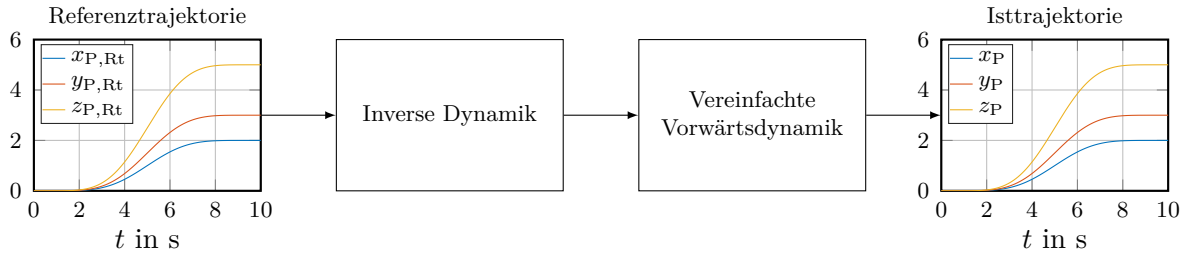 Referenztrajektorie
6
4
2
0
x_P,Rt
y_P,Rt
z_P,Rt
0 2 4 6 8 10
t in s
Inverse Dynamik
Vereinfachte
Vorwärtsdynamik
Isttrajektorie
6
4
2
0
x_P
y_P
z_P
0 2 4 6 8 10
t in s